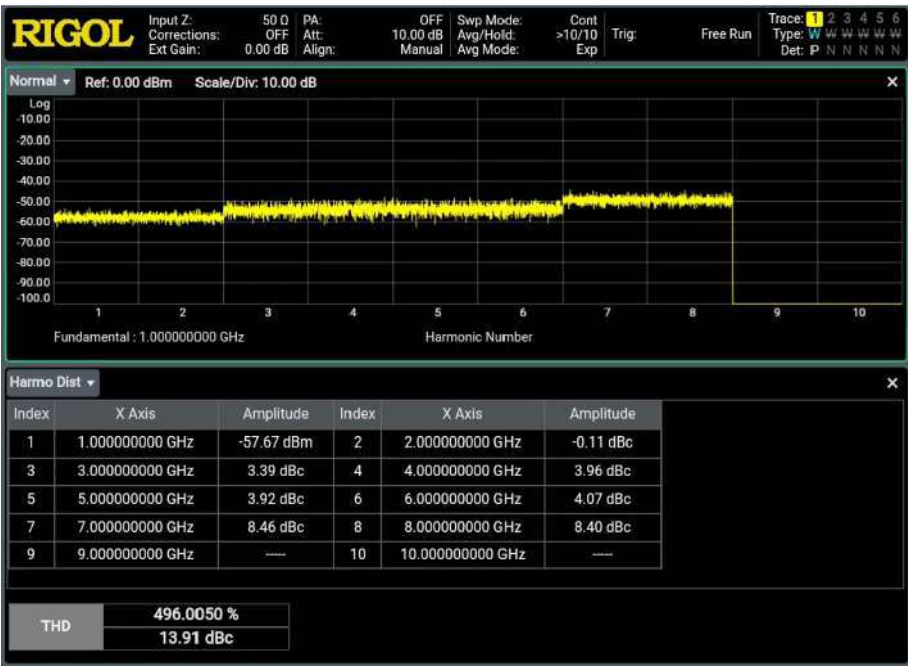 RIGOL
Input Z: 50 Ω PA: OFF Swp Mode: Cont Trace: 1 2 3 4 5 6
Corrections: OFF Att: 10.00 dB Avg/Hold: >10/10 Trig: Free Run Type: W W W W W W
Ext Gain: 0.00 dB Align: Manual Avg Mode: Exp Det: P N N N N N
Normal Ref: 0.00 dBm Scale/Div: 10.00 dB
Log
-10.00
-20.00
-30.00
-40.00
-50.00
-60.00
-70.00
-80.00
-90.00
-100.0
1 2 3 4 5 6 7 8 9 10
Fundamental : 1.000000000 GHz Harmonic Number
Harmo Dist
Index X Axis Amplitude Index X Axis Amplitude
1 1.000000000 GHz -57.67 dBm 2 2.000000000 GHz -0.11 dBc
3 3.000000000 GHz 3.39 dBc 4 4.000000000 GHz 3.96 dBc
5 5.000000000 GHz 3.92 dBc 6 6.000000000 GHz 4.07 dBc
7 7.000000000 GHz 8.46 dBc 8 8.000000000 GHz 8.40 dBc
9 9.000000000 GHz ----- 10 10.000000000 GHz -----
THD 496.0050 %
13.91 dBc